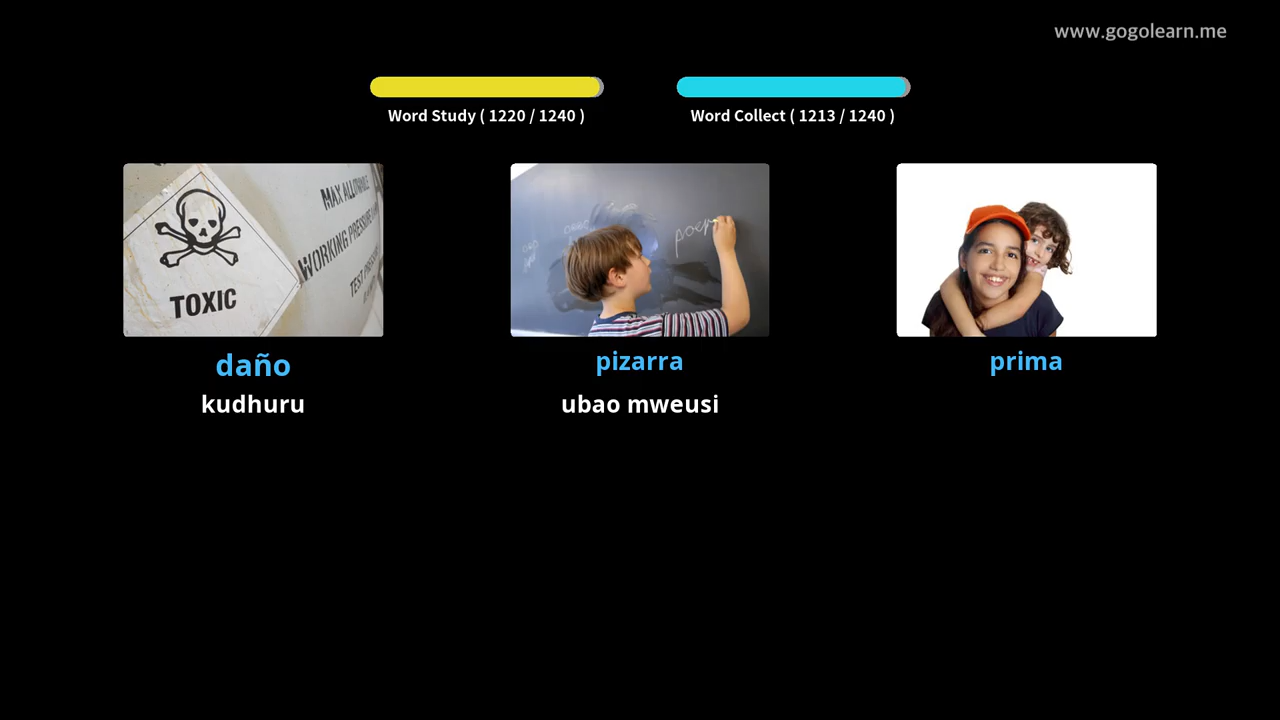 www.gogolearn.me
Word Study ( 1220 / 1240 )
Word Collect ( 1213 / 1240 )
TOXIC
MAX ALLOWABLE
WORKING PRESSURE
TEST
poer
daño
pizarra
prima
kudhuru
ubao mweusi